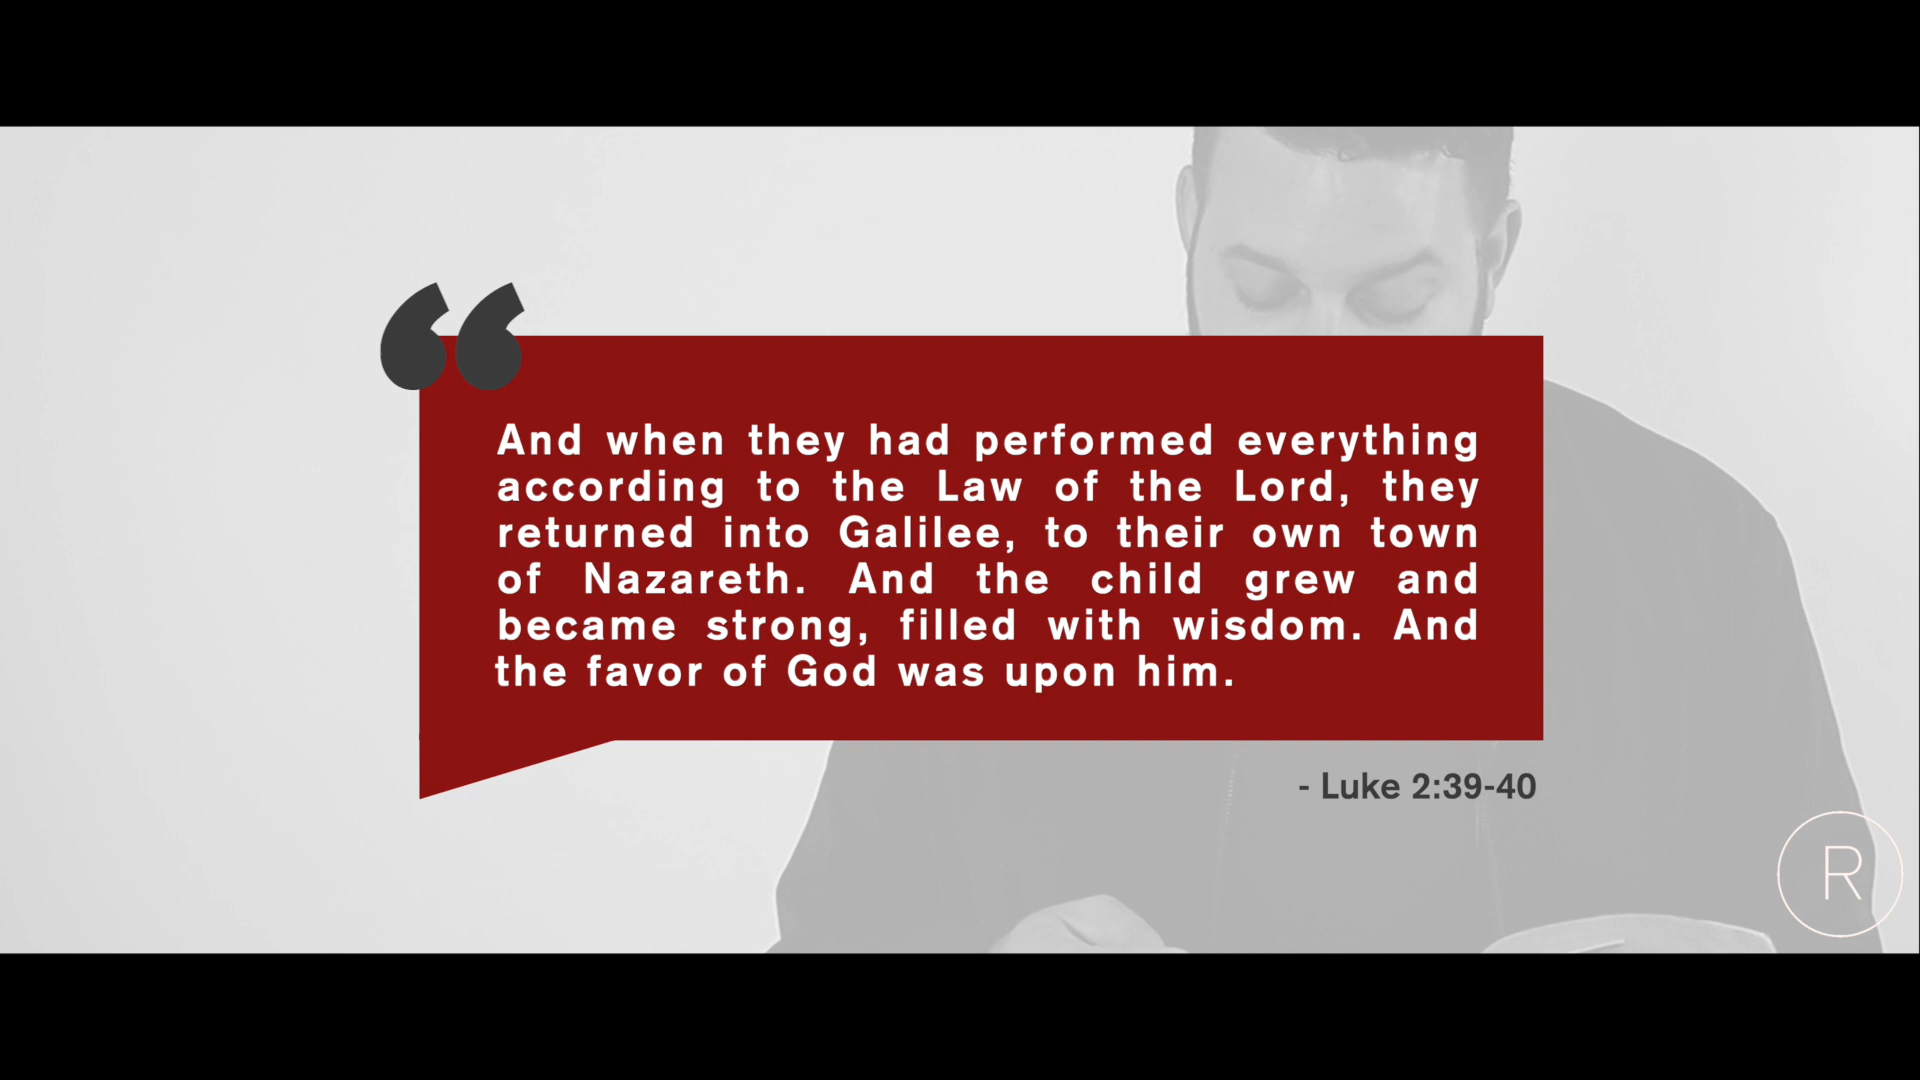 And when they had performed everything
according to the Law of the Lord, they
returned into Galilee, to their own town
of Nazareth. And the child grew and
became strong, filled with wisdom. And
the favor of God was upon him.
- Luke 2:39-40
R